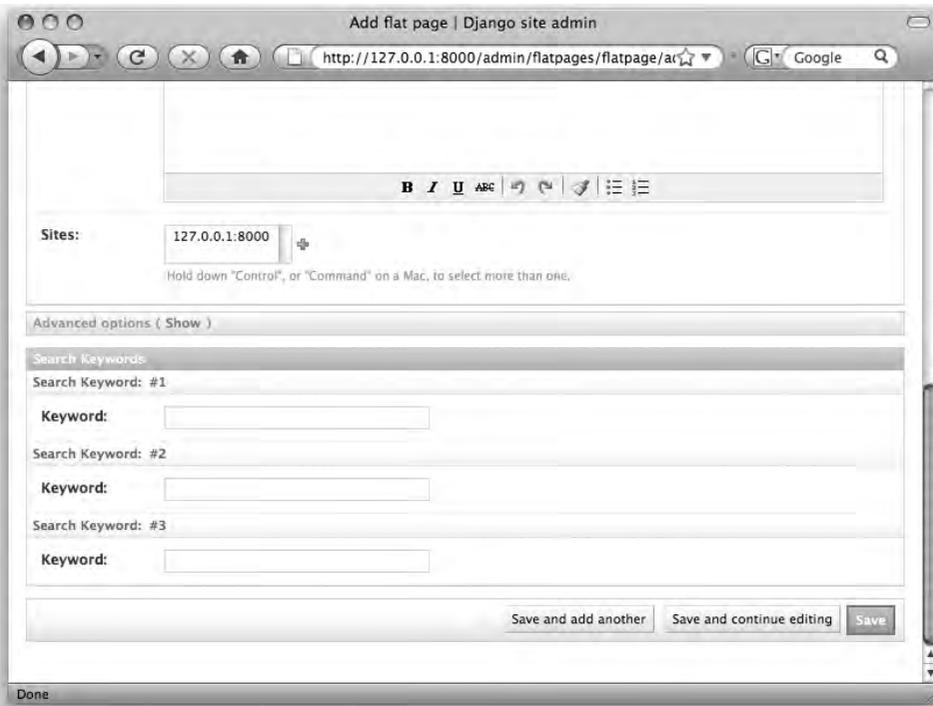 Add flat page | Django site admin
http://127.0.0.1:8000/admin/flatpages/flatpage/ac
G Google
B I U ABC
Sites:
127.0.0.1:8000
Hold down "Control", or "Command" on a Mac, to select more than one.
Advanced options ( Show )
Search Keywords
Search Keyword: #1
Keyword:
Search Keyword: #2
Keyword:
Search Keyword: #3
Keyword:
Save and add another
Save and continue editing
Save
Done